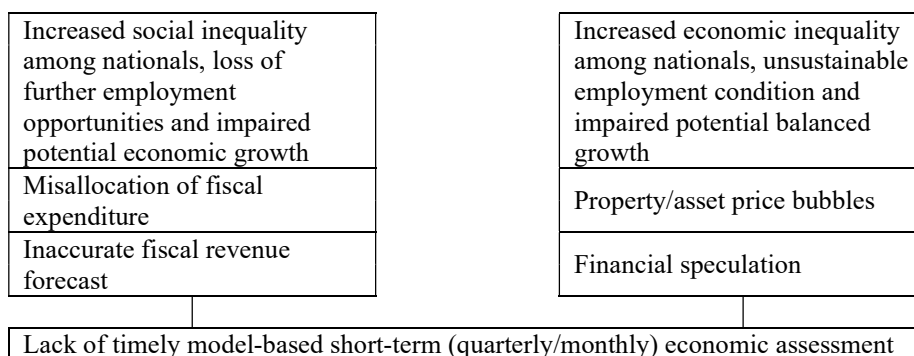 Increased social inequality
among nationals, loss of
further employment
opportunities and impaired
potential economic growth
Misallocation of fiscal
expenditure
Inaccurate fiscal revenue
forecast
Increased economic inequality
among nationals, unsustainable
employment condition and
impaired potential balanced
growth
Property/asset price bubbles
Financial speculation
Lack of timely model-based short-term (quarterly/monthly) economic assessment